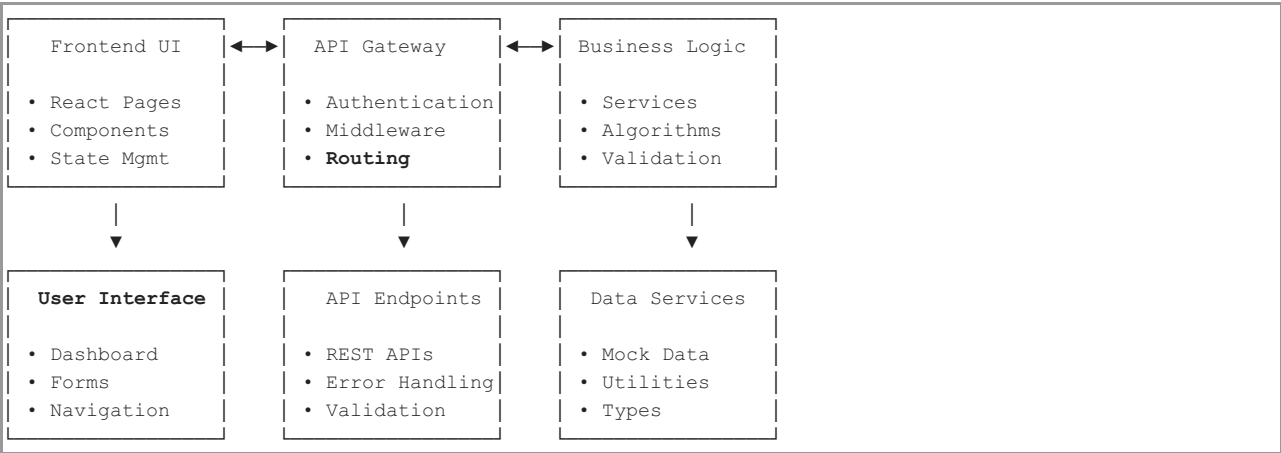 Frontend UI API Gateway Business Logic
• React Pages • Authentication • Services
• Components • Middleware • Algorithms
• State Mgmt • Routing • Validation
User Interface API Endpoints Data Services
• Dashboard • REST APIs • Mock Data
• Forms • Error Handling • Utilities
• Navigation • Validation • Types